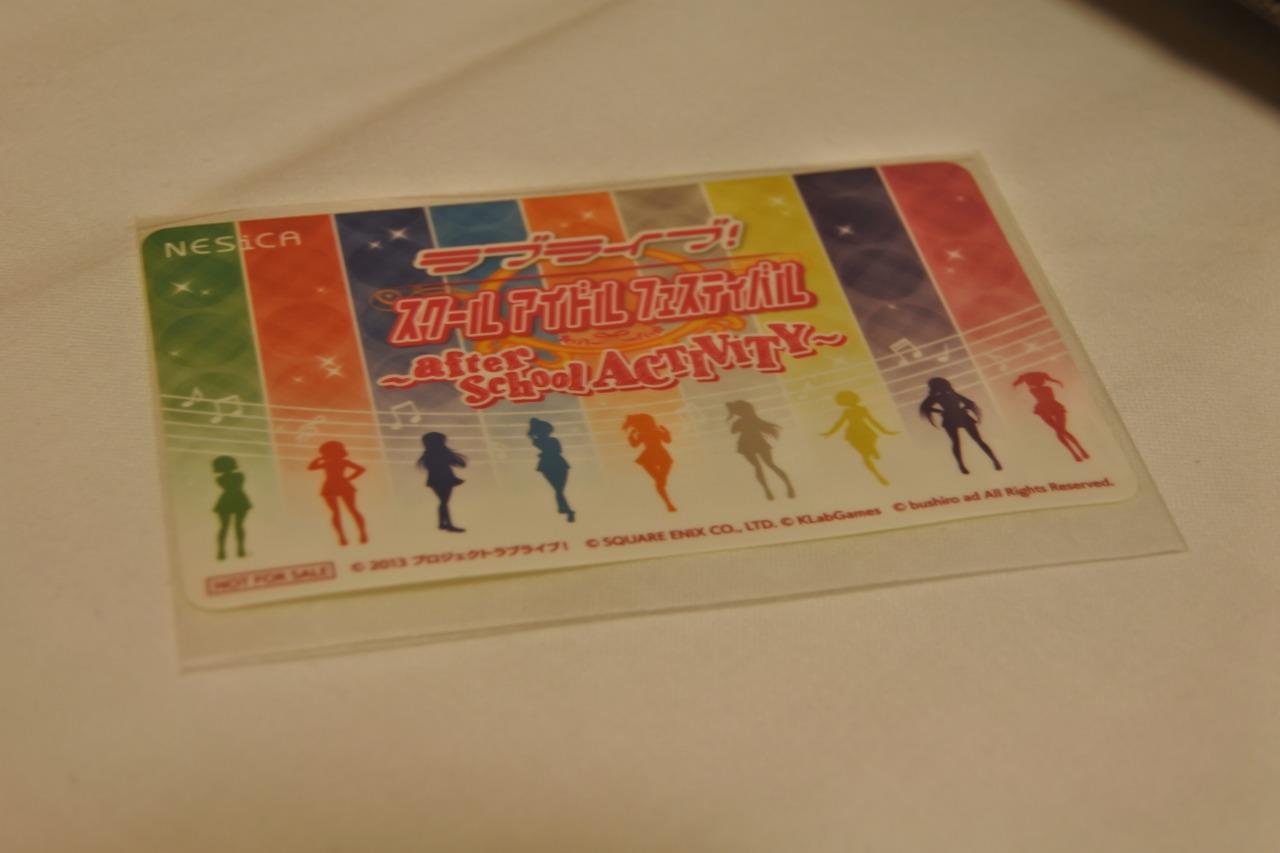 NESiCA
ラブライブ!
スクールアイドルフェスティバル
~after School ACTiViTY~
NOT FOR SALE © 2013 プロジェクトラブライブ! © SQUARE ENIX CO., LTD. © KLabGames © bushiro ad All Rights Reserved.